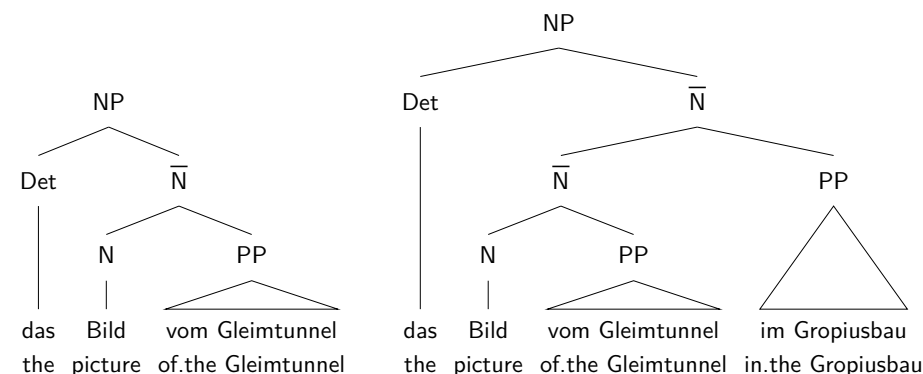 NP
NP
Det
N̅
Det
N̅
N̅
PP
N
PP
N
PP
das Bild vom Gleimtunnel
das Bild vom Gleimtunnel im Gropiusbau
the picture of.the Gleimtunnel
the picture of.the Gleimtunnel in.the Gropiusbau